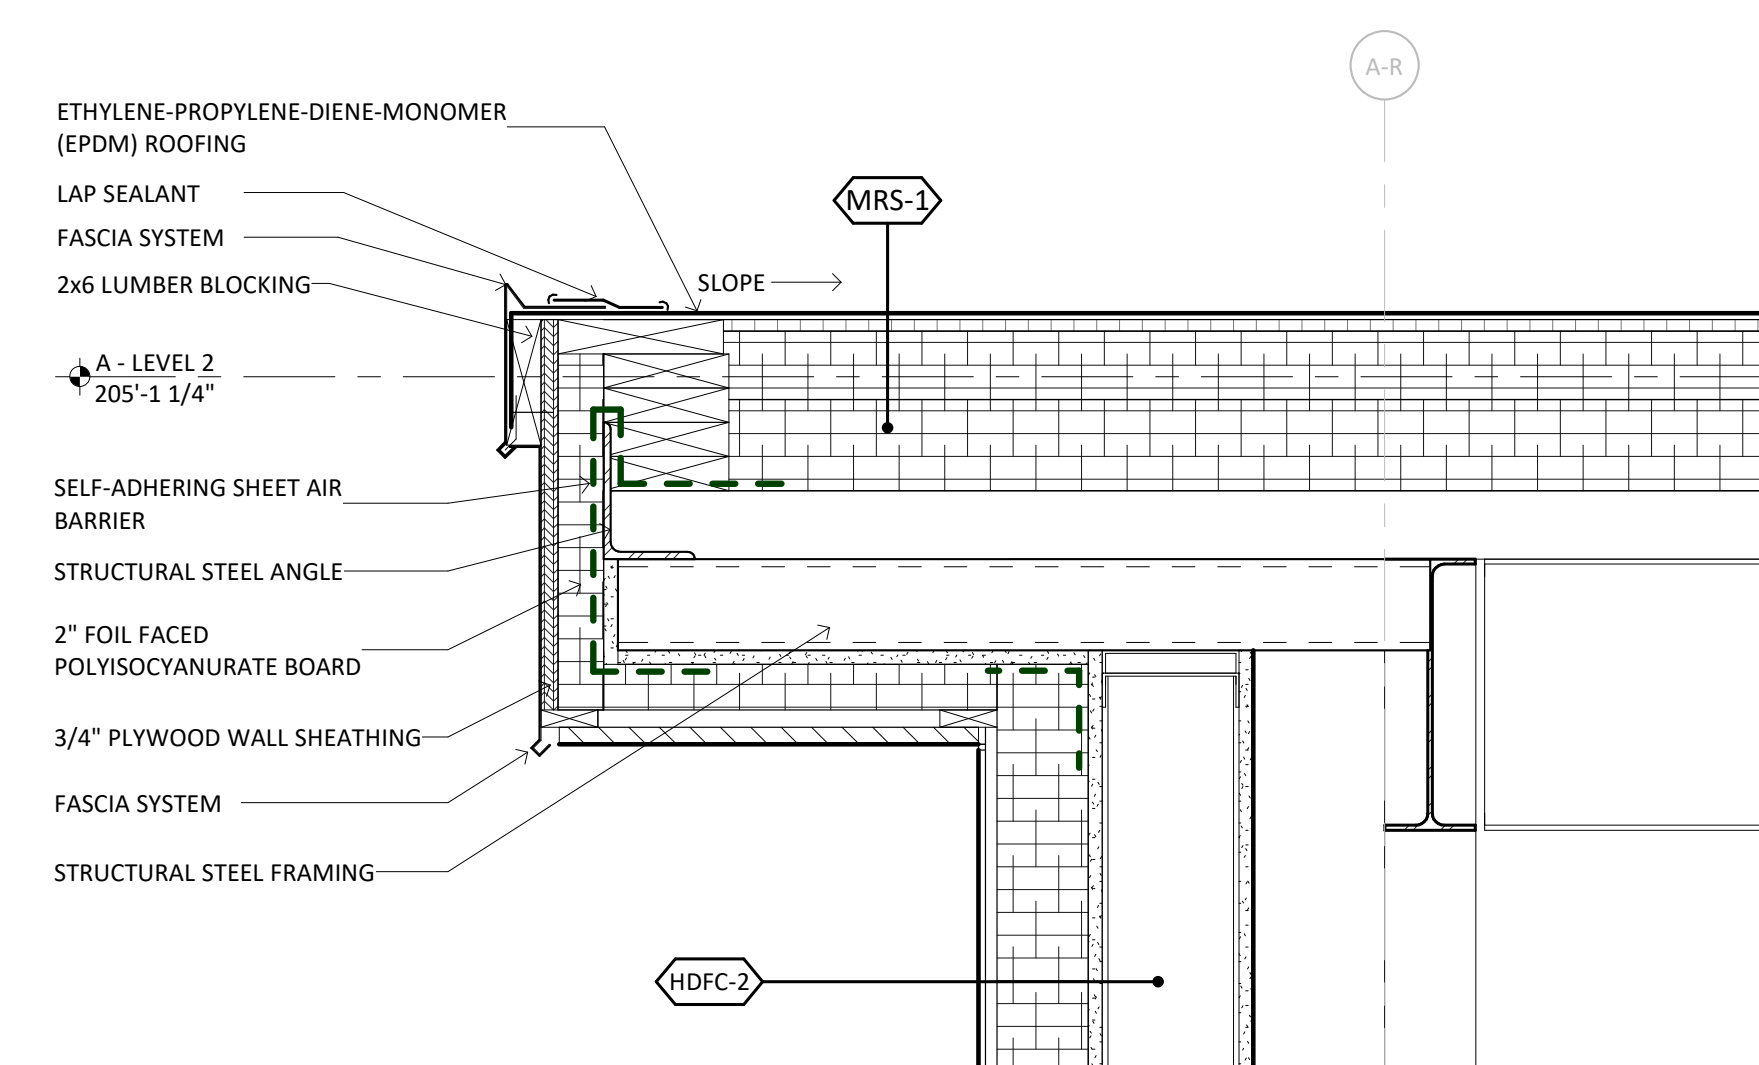 A-R
ETHYLENE-PROPYLENE-DIENE-MONOMER
(EPDM) ROOFING
LAP SEALANT
MRS-1
FASCIA SYSTEM
2x6 LUMBER BLOCKING
SLOPE
A - LEVEL 2
205'-1 1/4"
SELF-ADHERING SHEET AIR
BARRIER
STRUCTURAL STEEL ANGLE
2" FOIL FACED
POLYISOCYANURATE BOARD
3/4" PLYWOOD WALL SHEATHING
FASCIA SYSTEM
STRUCTURAL STEEL FRAMING
HDFC-2